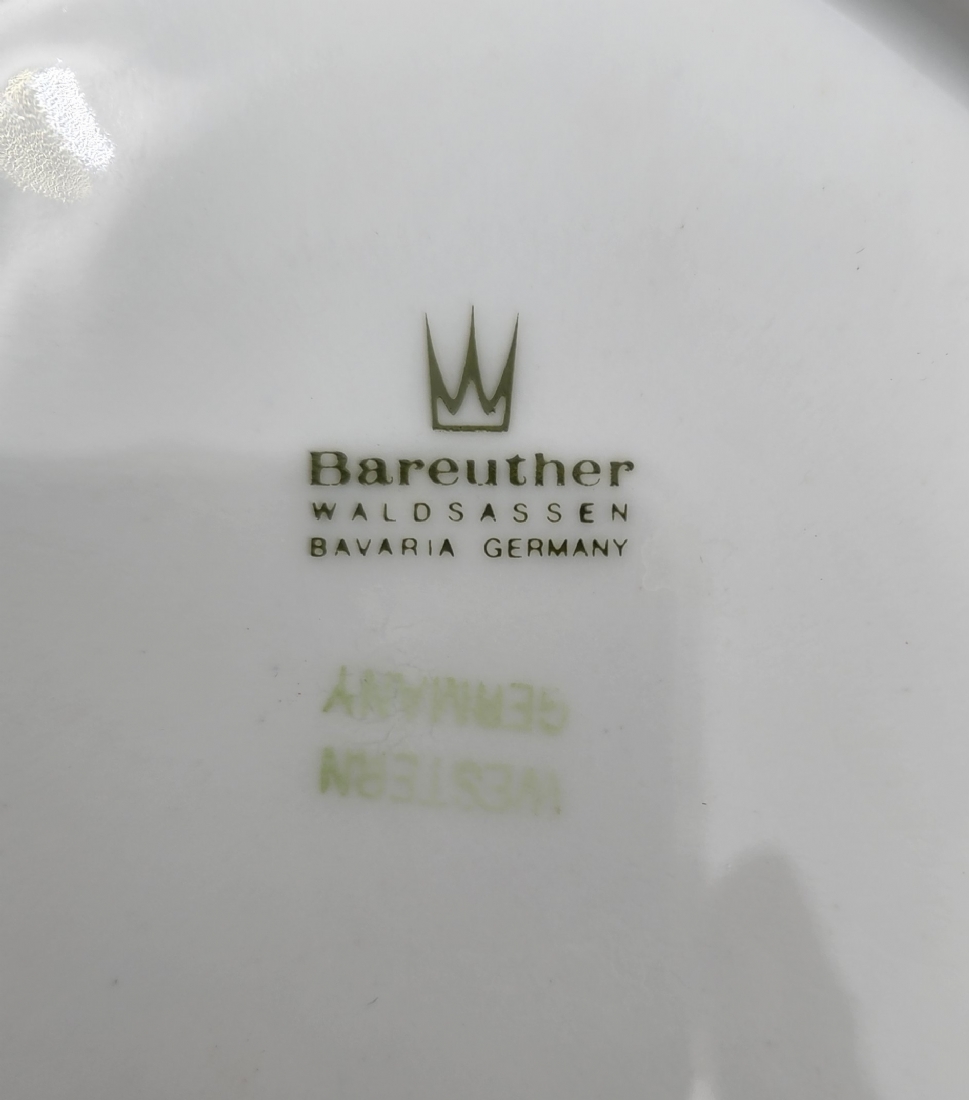 Bareuther
WALDSASSEN
BAVARIA GERMANY
WESTERN
GERMANY